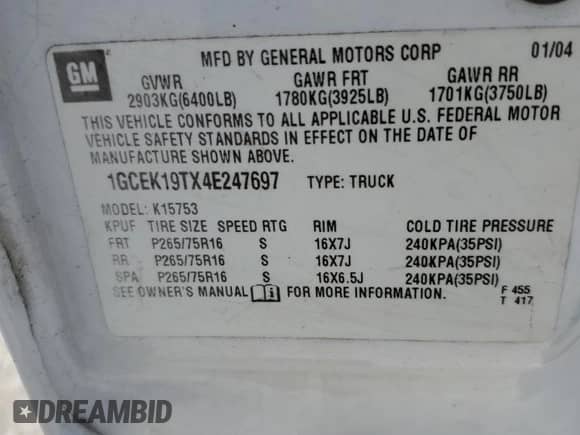 GM
MFD BY GENERAL MOTORS CORP 01/04
GVWR GAWR FRT GAWR RR
2903KG(6400LB) 1780KG(3925LB) 1701KG(3750LB)
THIS VEHICLE CONFORMS TO ALL APPLICABLE U.S. FEDERAL MOTOR
VEHICLE SAFETY STANDARDS IN EFFECT ON THE DATE OF
MANUFACTURE SHOWN ABOVE.
1GCEK19TX4E247697 TYPE: TRUCK
MODEL: K15753
KPUF TIRE SIZE SPEED RTG RIM COLD TIRE PRESSURE
FRT P265/75R16 S 16X7J 240KPA(35PSI)
RR P265/75R16 S 16X7J 240KPA(35PSI)
SPA P265/75R16 S 16X6.5J 240KPA(35PSI)
SEE OWNER'S MANUAL FOR MORE INFORMATION.
F 455
T 417
DREAMBID